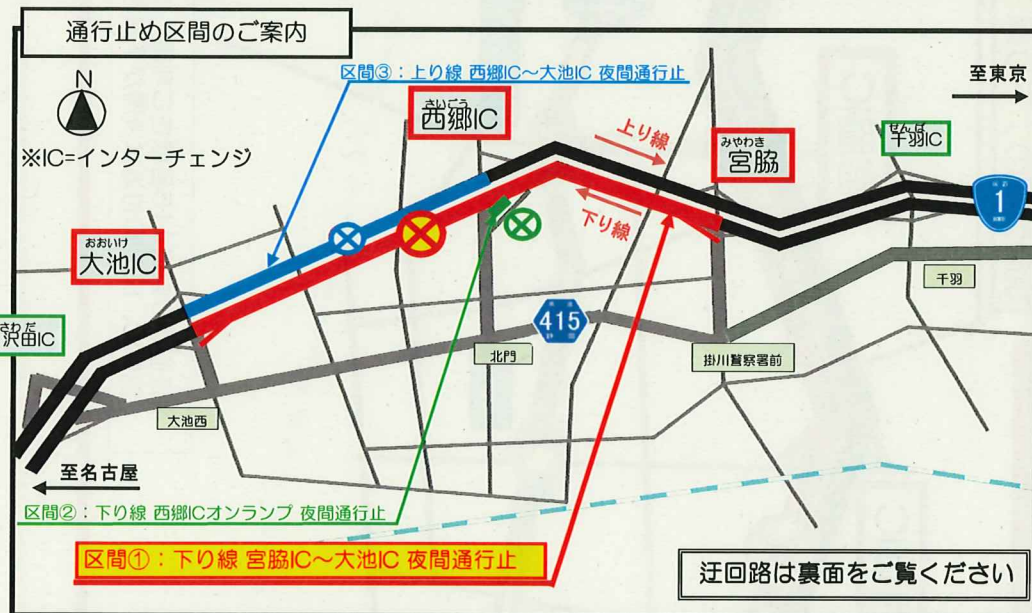 通行止め区間のご案内
N
※IC=インターチェンジ
区間③：上り線 西郷IC～大池IC 夜間通行止
至東京
さいごう
西郷IC
上り線
みやわき
宮脇
せんば
千羽IC
1
下り線
おおいけ
大池IC
千羽
さわだ
沢田IC
415
北門
掛川警察署前
大池西
至名古屋
区間②：下り線 西郷ICオンランプ 夜間通行止
区間①：下り線 宮脇IC～大池IC 夜間通行止
迂回路は裏面をご覧ください